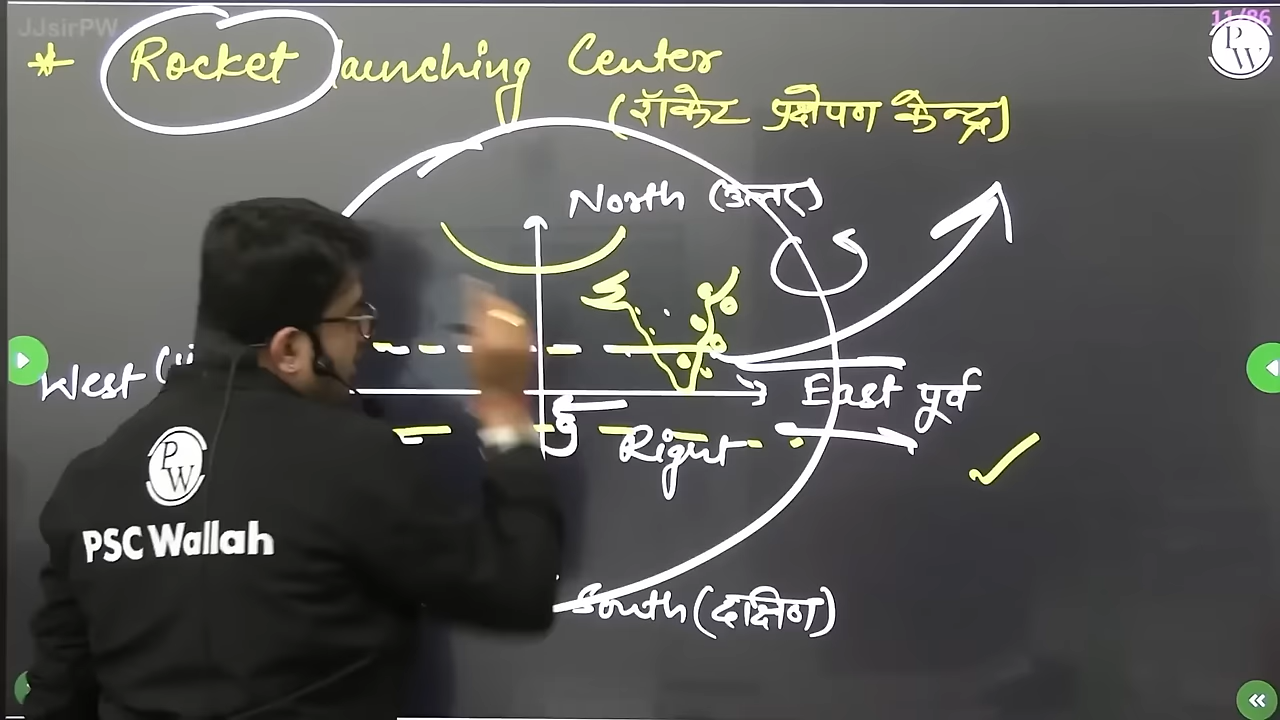 JJsirPW
11/86
PW
* Rocket Launching Center
(रॉकेट प्रक्षेपण केन्द्र)
North (उत्तर)
West
East पूर्व
Right
PW
PSC Wallah
South (दक्षिण)